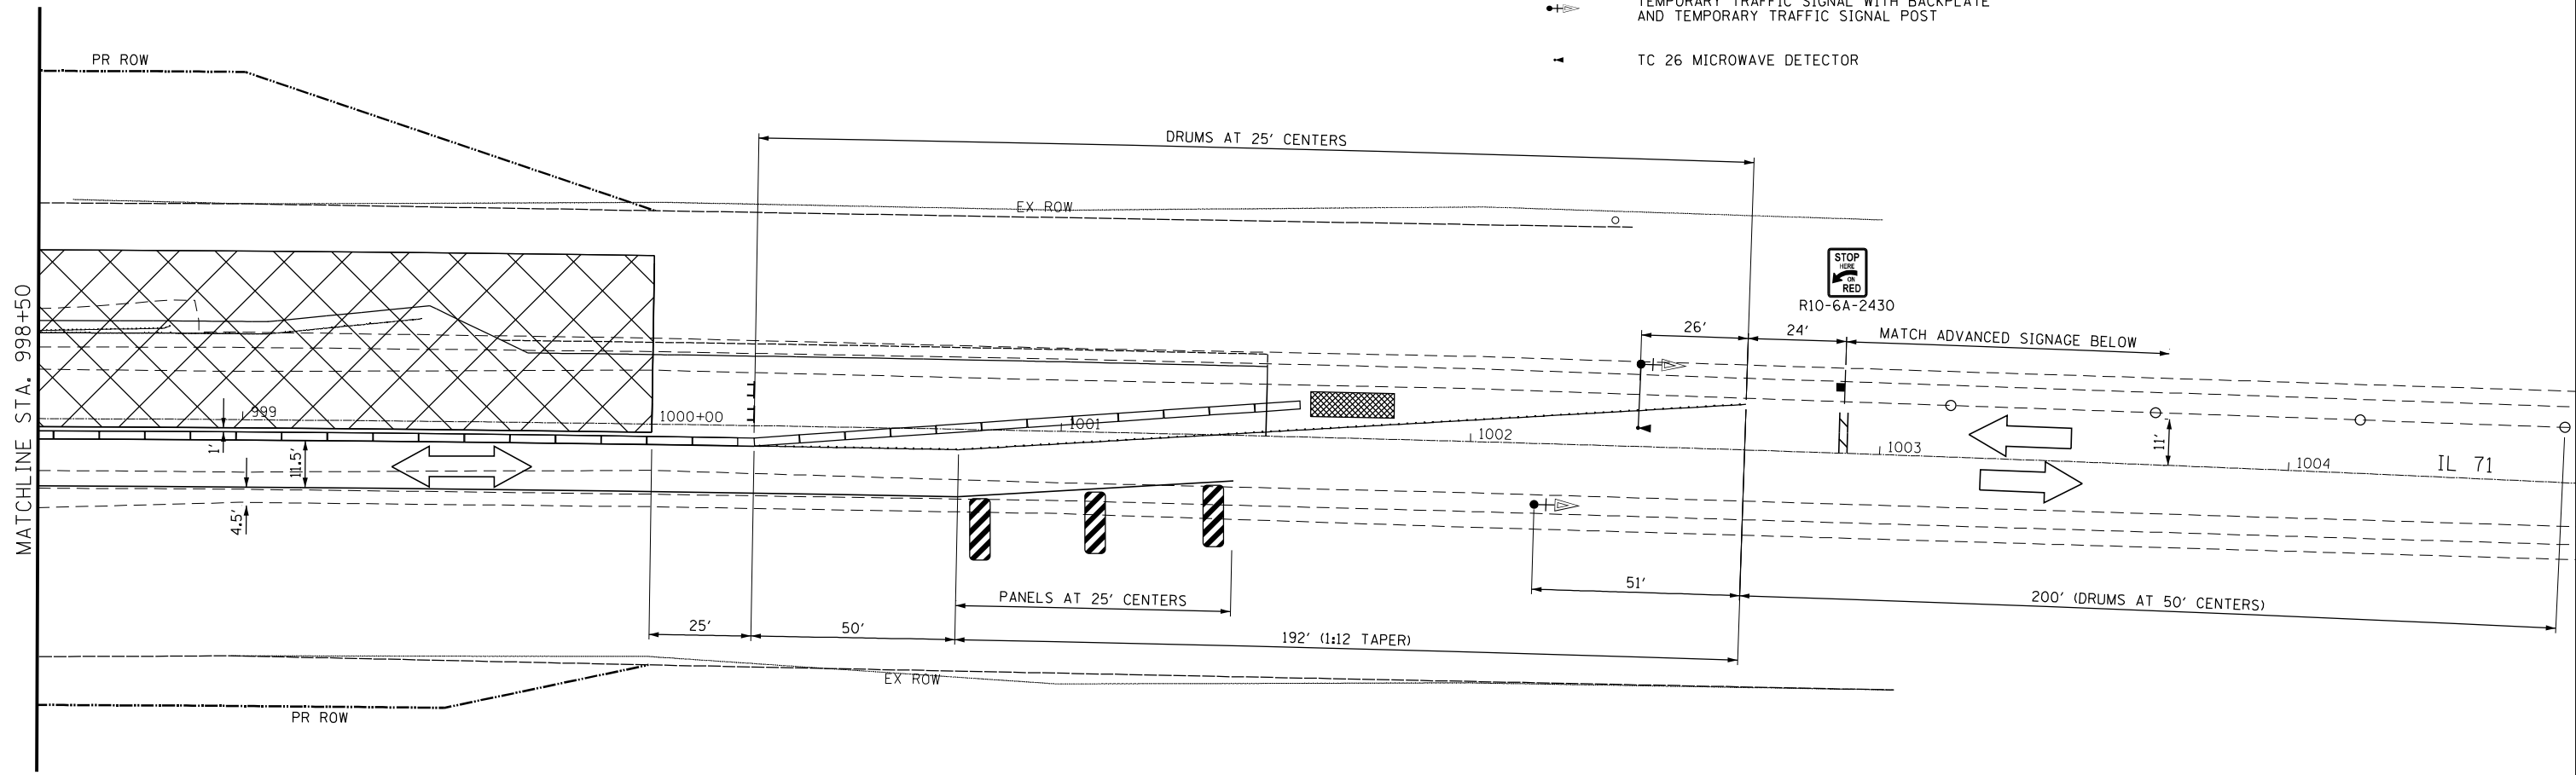 TEMPORARY TRAFFIC SIGNAL WITH BACKPLATE
AND TEMPORARY TRAFFIC SIGNAL POST
TC 26 MICROWAVE DETECTOR
PR ROW
DRUMS AT 25' CENTERS
EX ROW
STOP
HERE
ON
RED
R10-6A-2430
26'
24'
MATCH ADVANCED SIGNAGE BELOW
MATCHLINE STA. 998+50
999
1000+00
1001
1002
1003
1004
IL 71
1'
11.5'
4.5'
11'
PANELS AT 25' CENTERS
51'
200' (DRUMS AT 50' CENTERS)
25'
50'
192' (1:12 TAPER)
EX ROW
PR ROW